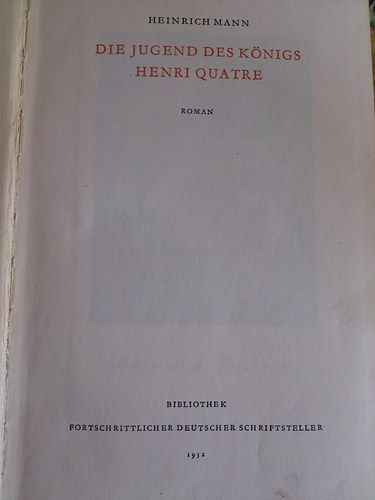 HEINRICH MANN
DIE JUGEND DES KÖNIGS
HENRI QUATRE
ROMAN
BIBLIOTHEK
FORTSCHRITTLICHER DEUTSCHER SCHRIFTSTELLER
1952